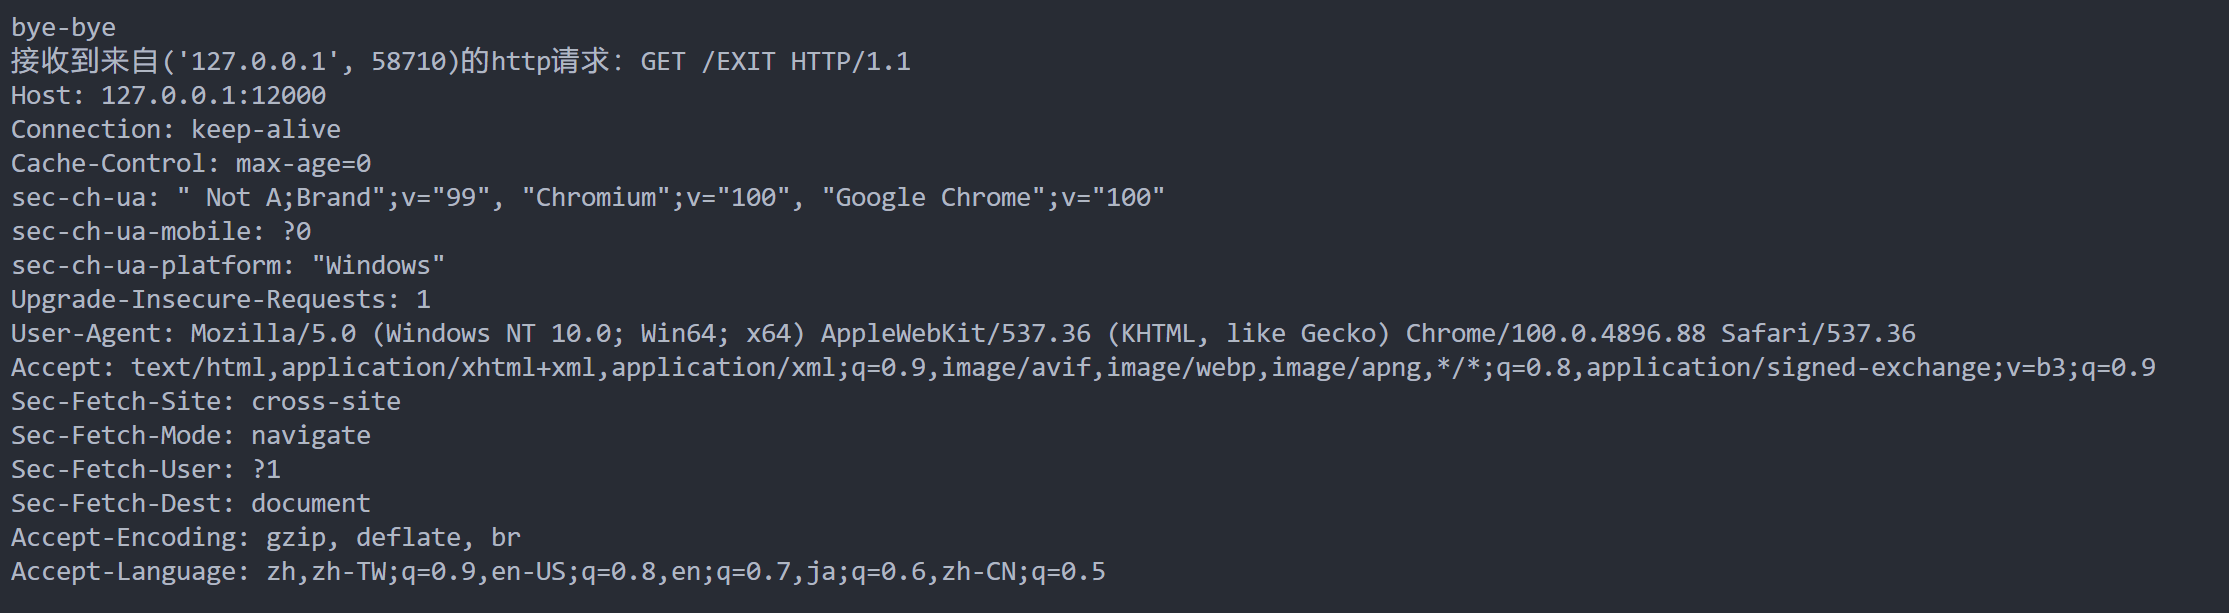 bye-bye
接收到来自('127.0.0.1', 58710)的http请求: GET /EXIT HTTP/1.1
Host: 127.0.0.1:12000
Connection: keep-alive
Cache-Control: max-age=0
sec-ch-ua: " Not A;Brand";v="99", "Chromium";v="100", "Google Chrome";v="100"
sec-ch-ua-mobile: ?0
sec-ch-ua-platform: "Windows"
Upgrade-Insecure-Requests: 1
User-Agent: Mozilla/5.0 (Windows NT 10.0; Win64; x64) AppleWebKit/537.36 (KHTML, like Gecko) Chrome/100.0.4896.88 Safari/537.36
Accept: text/html,application/xhtml+xml,application/xml;q=0.9,image/avif,image/webp,image/apng,*/*;q=0.8,application/signed-exchange;v=b3;q=0.9
Sec-Fetch-Site: cross-site
Sec-Fetch-Mode: navigate
Sec-Fetch-User: ?1
Sec-Fetch-Dest: document
Accept-Encoding: gzip, deflate, br
Accept-Language: zh,zh-TW;q=0.9,en-US;q=0.8,en;q=0.7,ja;q=0.6,zh-CN;q=0.5